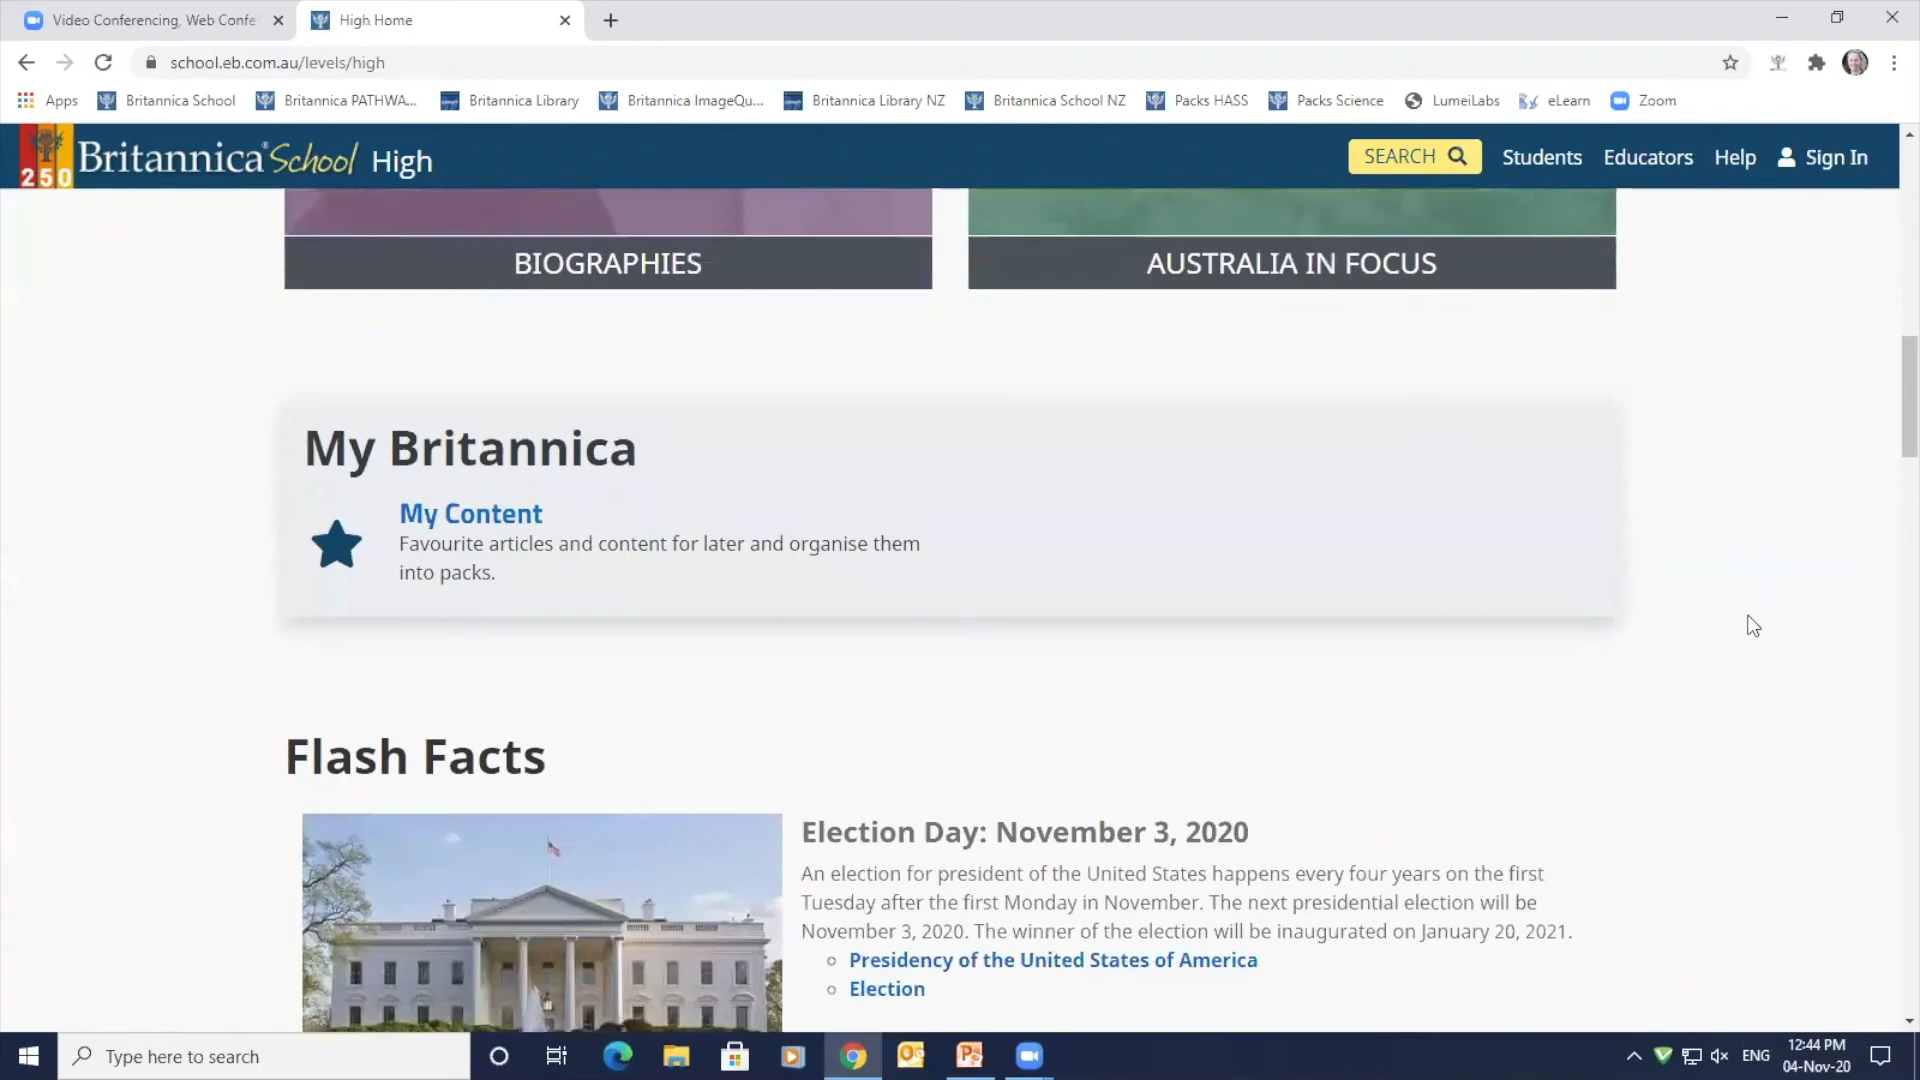 Video Conferencing, Web Confe
High Home
school.eb.com.au/levels/high
Apps
Britannica School
Britannica PATHWA...
Britannica Library
Britannica ImageQu...
Britannica Library NZ
Britannica School NZ
Packs HASS
Packs Science
LumeiLabs
eLearn
Zoom
250
Britannica School High
SEARCH
Students
Educators
Help
Sign In
BIOGRAPHIES
AUSTRALIA IN FOCUS
My Britannica
My Content
Favourite articles and content for later and organise them
into packs.
Flash Facts
Election Day: November 3, 2020
An election for president of the United States happens every four years on the first
Tuesday after the first Monday in November. The next presidential election will be
November 3, 2020. The winner of the election will be inaugurated on January 20, 2021.
Presidency of the United States of America
Election
Type here to search
ENG
12:44 PM
04-Nov-20